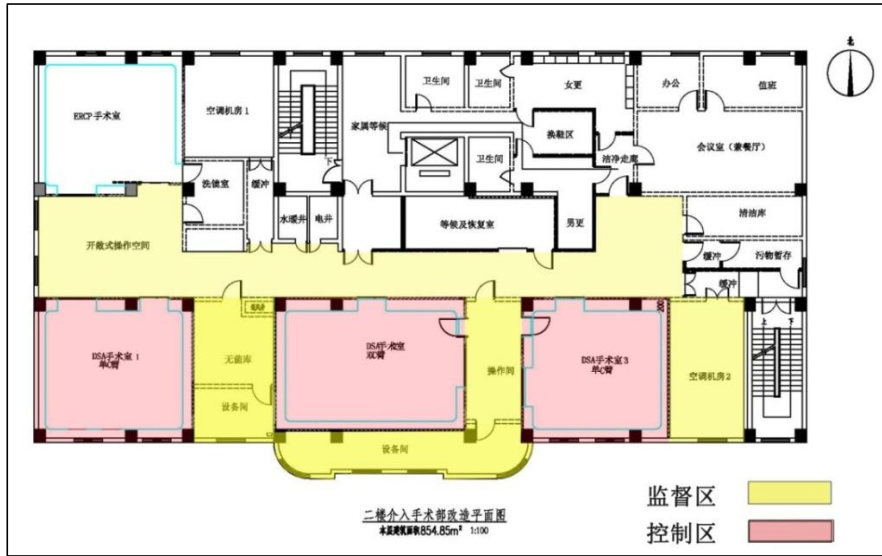 北
ERCP手术室
空调机房1
卫生间
卫生间
女更
办公
值班
家属等候
换鞋区
会议室（兼餐厅）
洁净走廊
洗镜室
缓冲
下
卫生间
水暖井
电井
等候及恢复室
男更
清洁库
开敞式操作空间
缓冲
污物暂存
缓冲
200
DSA手术室1
单C臂
无菌库
设备间
DSA手术室
双C臂
操作间
DSA手术室3
单C臂
空调机房2
上
下
设备间
二楼介入手术部改造平面图
本层建筑面积854.85m² 1:100
监督区
控制区